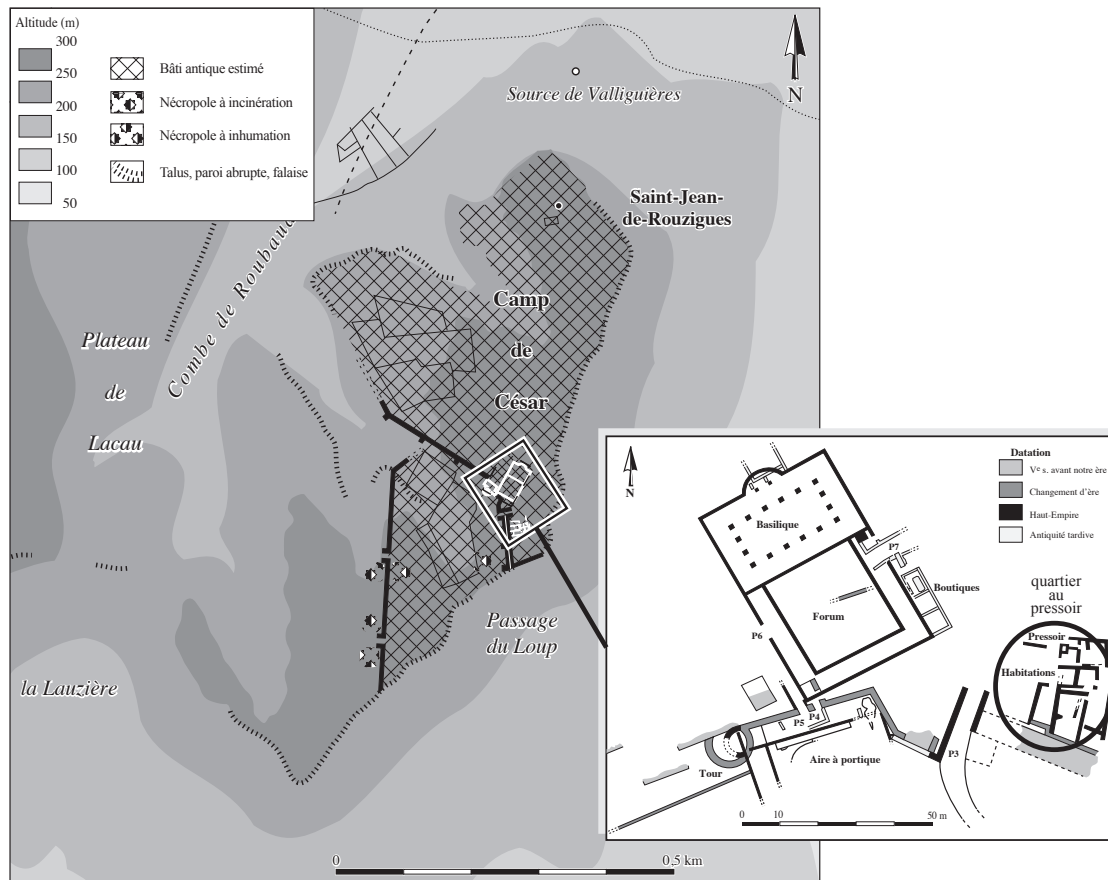 Altitude (m)
300
250
200
150
100
50
Bâti antique estimé
Nécropole à incinération
Nécropole à inhumation
Talus, paroi abrupte, falaise
N
Source de Valliguières
Saint-Jean-
de-Rouzigues
Combe de Roubaud
Camp
de
César
Plateau
de
Lacau
Passage
du Loup
la Lauzière
0
0,5 km
N
Datation
Ve s. avant notre ère
Changement d'ère
Haut-Empire
Antiquité tardive
Basilique
P7
Boutiques
Forum
P6
quartier
au
pressoir
Pressoir
Habitations
P5
P4
P3
Tour
Aire à portique
0
10
50 m